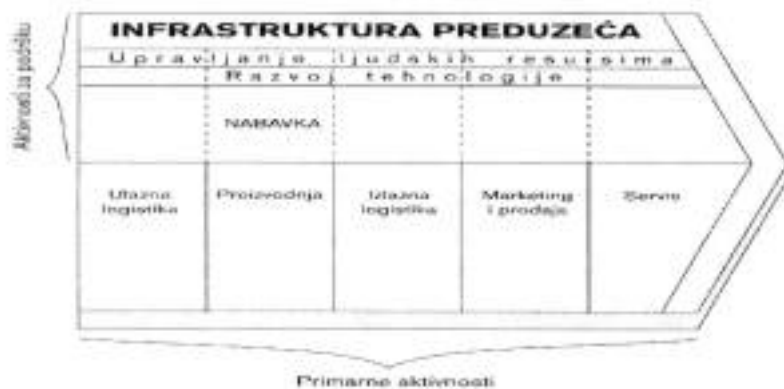 INFRASTRUKTURA PREDUZEĆA
Upravljanje ljudskih resursima
Razvoj tehnologije
NABAVKA
Aktivnosti za podršku
Ulazna
logistika
Proizvodnja
Izlazna
logistika
Marketing
i prodaja
Servis
Primarne aktivnosti